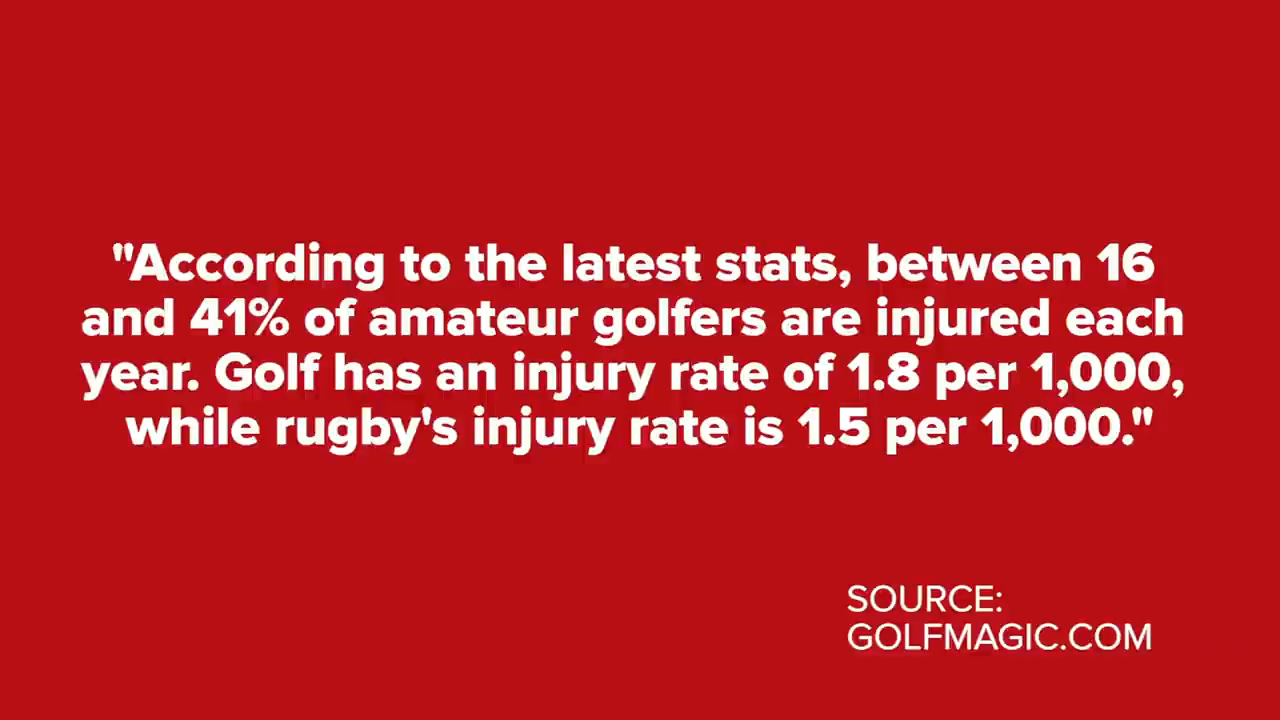 "According to the latest stats, between 16
and 41% of amateur golfers are injured each
year. Golf has an injury rate of 1.8 per 1,000,
while rugby's injury rate is 1.5 per 1,000."
SOURCE:
GOLFMAGIC.COM